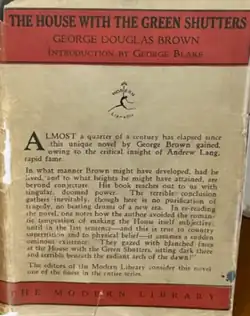 THE HOUSE WITH THE GREEN SHUTTERS
GEORGE DOUGLAS BROWN
INTRODUCTION BY GEORGE BLAKE
MODERN
LIBRARY
ALMOST a quarter of a century has elapsed since
this unique novel by George Brown gained,
owing to the critical insight of Andrew Lang,
rapid fame.
In what manner Brown might have developed, had he
lived, and to what heights he might have attained, are
beyond conjecture. His book reaches out to us with
singular, doomed power. The terrible conclusion
gathers inevitably, though here is no purification of
tragedy, no beating drums of a new era. In re-reading
the novel, one notes how the author avoided the romantic
temptation of making the House itself subjective:
until in the last sentence—and this is true to country
superstition and to physical belief—it assumes a sudden
ominous existence. "They gazed with blanched faces
at the House with the Green Shutters, sitting dark there
and terrible beneath the radiant arch of the dawn!"
The editors of the Modern Library consider this novel
one of the finest in the entire series.
THE MODERN LIBRARY